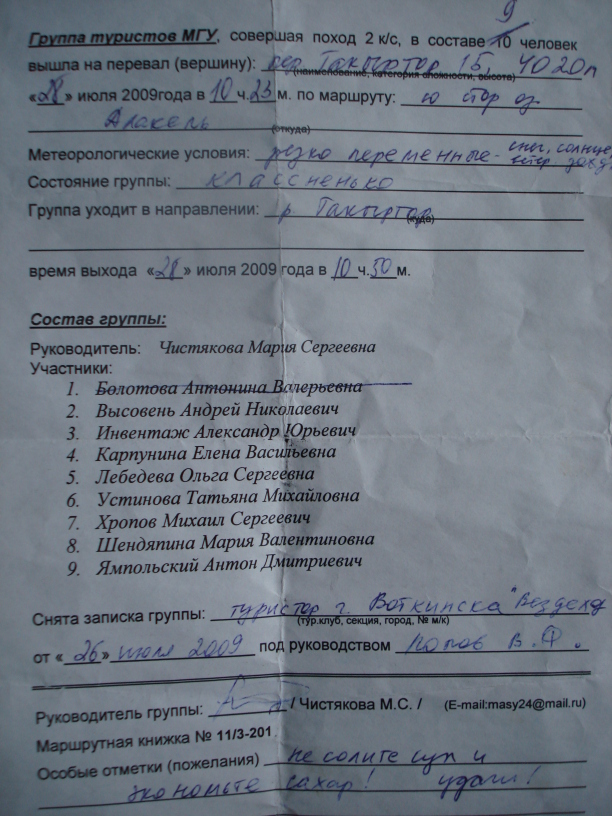 9
Группа туристов МГУ, совершая поход 2 к/с, в составе 10 человек
вышла на перевал (вершину): Тактыртор 1Б, 4020м
(наименование, категория сложности, высота)
«28» июля 2009года в 10 ч. 23 м. по маршруту: ю стор оз.
Алакель
(откуда)
Метеорологические условия: резко переменные - снег, солнце, ветер, дождь
Состояние группы: классненько
Группа уходит в направлении: р. Тактыртор
(куда)
время выхода «28» июля 2009 года в 10 ч. 50 м.
Состав группы:
Руководитель: Чистякова Мария Сергеевна
Участники:
1. Болотова Антонина Валерьевна
2. Высовень Андрей Николаевич
3. Инвентаж Александр Юрьевич
4. Карпунина Елена Васильевна
5. Лебедева Ольга Сергеевна
6. Устинова Татьяна Михайловна
7. Хропов Михаил Сергеевич
8. Шендяпина Мария Валентиновна
9. Ямпольский Антон Дмитриевич
Снята записка группы: туристов г. Воткинска "Вездеход
(тур.клуб, секция, город, № м/к)
от «26» июля 2009 под руководством Попов В.Ф.
Руководитель группы: / Чистякова М.С. / (E-mail:masy24@mail.ru)
Маршрутная книжка № 11/3-201
Особые отметки (пожелания) не солите суп и
экономьте сахар! удачи!